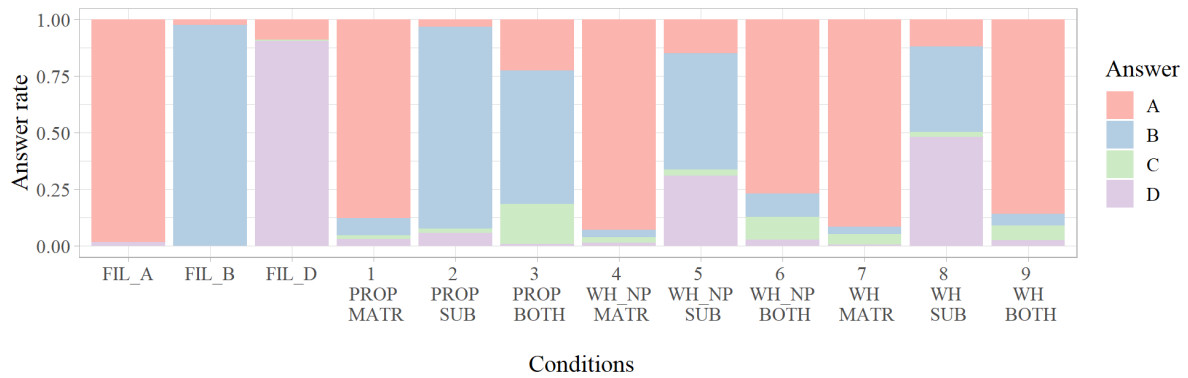 1.00
0.75
0.50
0.25
0.00
Answer rate
FIL_A FIL_B FIL_D 1 2 3 4 5 6 7 8 9
PROP PROP PROP WH_NP WH_NP WH_NP WH WH WH
MATR SUB BOTH MATR SUB BOTH MATR SUB BOTH
Conditions
Answer
A
B
C
D